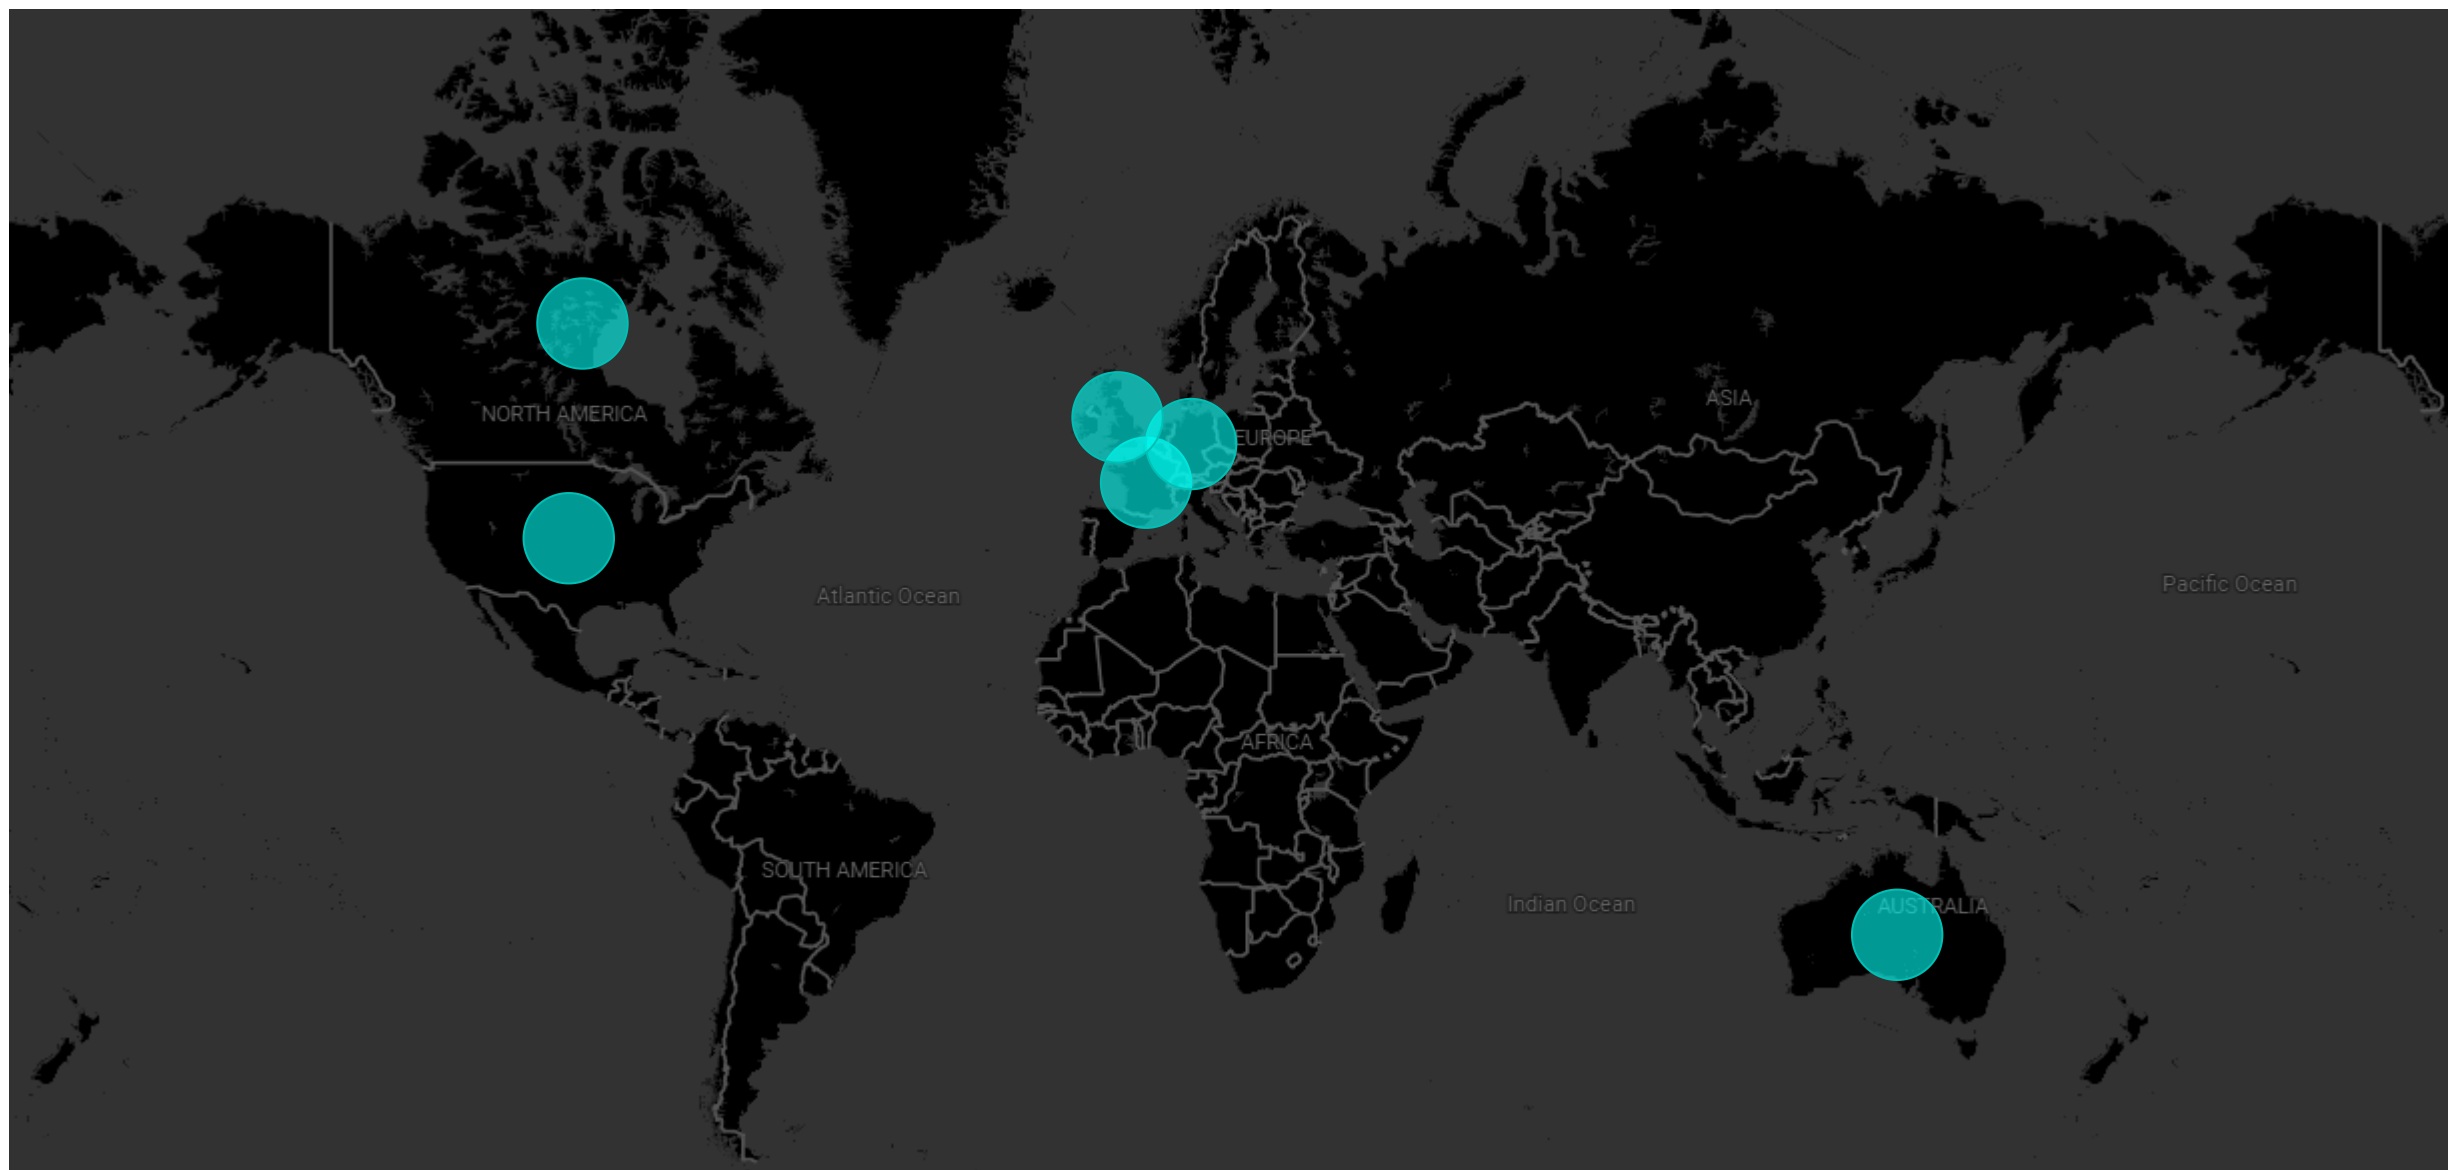 NORTH AMERICA
ASIA
EUROPE
Atlantic Ocean
Pacific Ocean
AFRICA
SOUTH AMERICA
Indian Ocean
AUSTRALIA